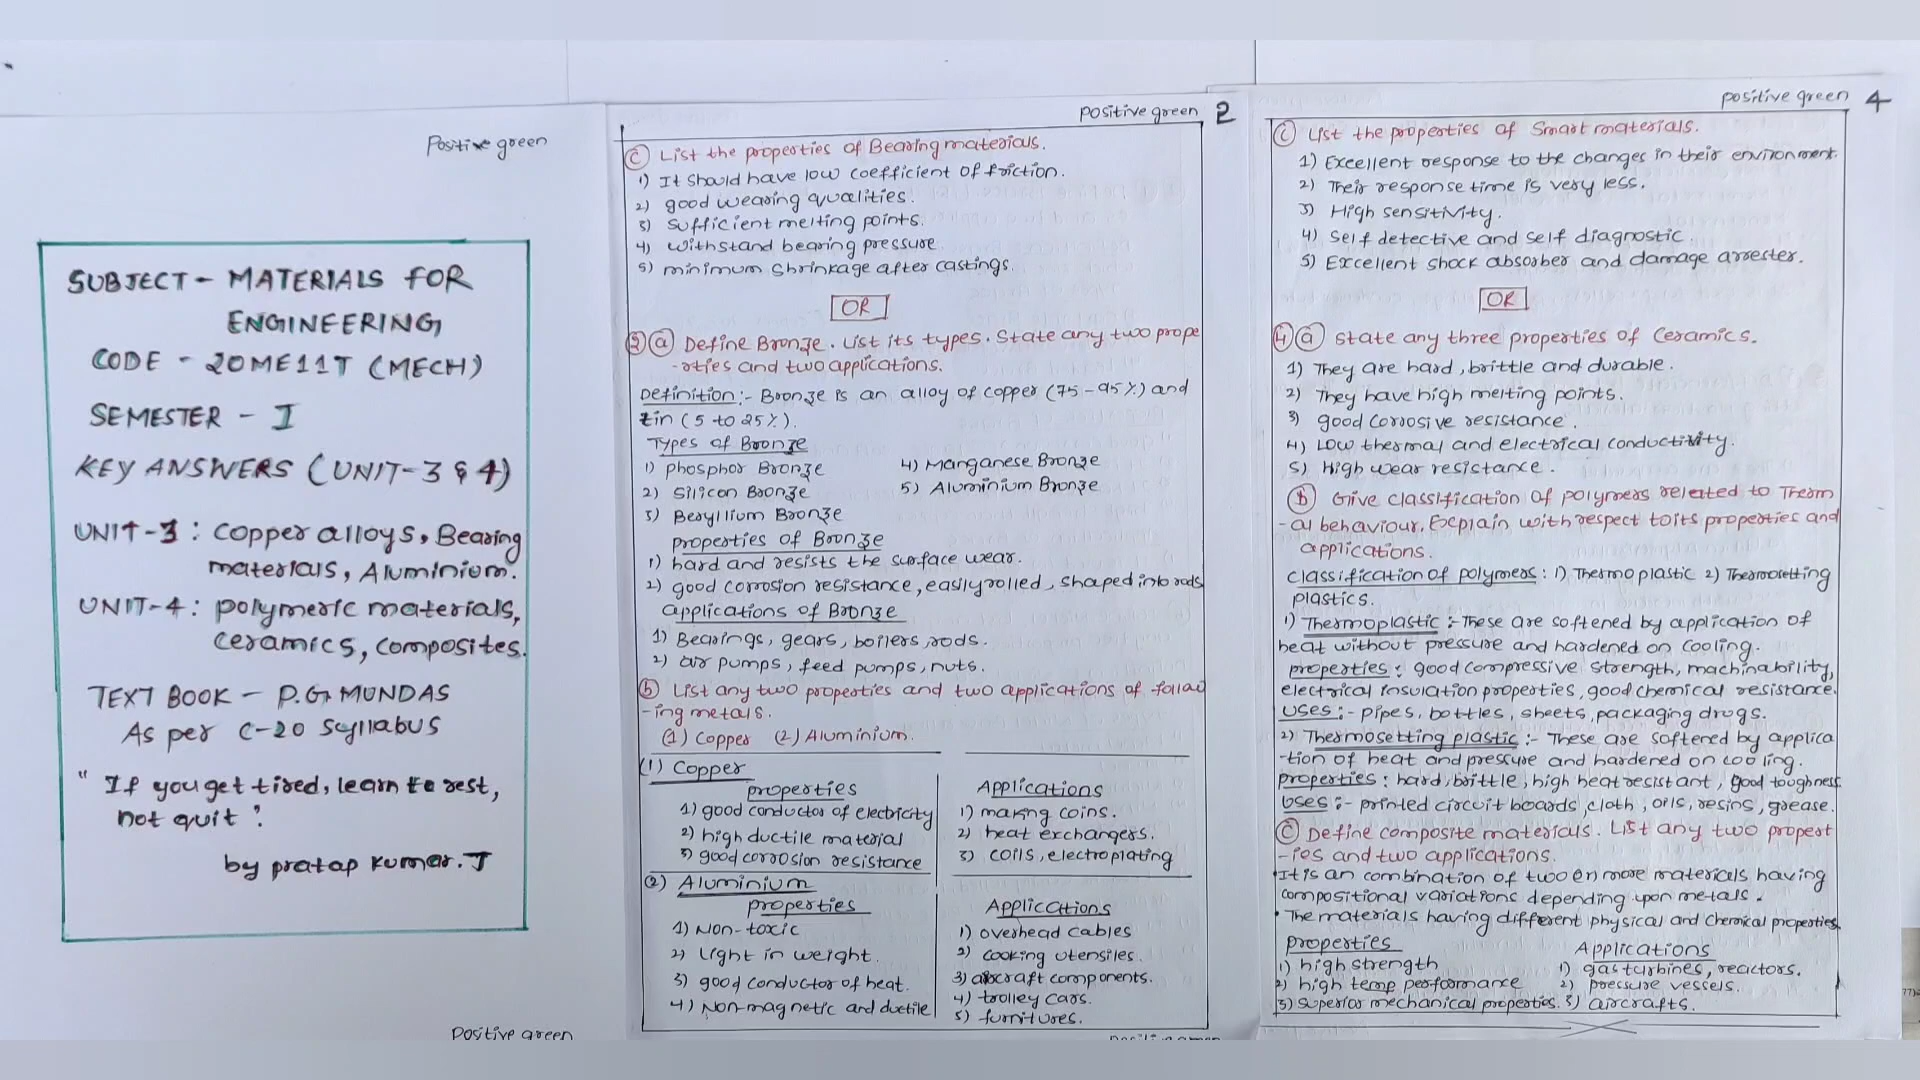 Positive green
SUBJECT - MATERIALS FOR
ENGINEERING,
CODE - 20ME11T (MECH)
SEMESTER - I
KEY ANSWERS (UNIT-3 & 4)
UNIT-3 : Copper alloys, Bearing
materials, Aluminium.
UNIT-4 : polymeric materials,
ceramics, composites.
TEXT BOOK - P.G. MUNDAS
As per C-20 Syllabus
" If you get tired, learn to rest,
not quit ".
by pratap kumar. J
Positive green
positive green 2
(C) List the properties of Bearing materials.
1) It should have low coefficient of friction.
2) good wearing qualities.
3) Sufficient melting points.
4) withstand bearing pressure
5) minimum shrinkage after castings.
OR
2) (a) Define Bronze. List its types. State any two prope
-rties and two applications.
Definition :- Bronze is an alloy of copper (75-95%) and
tin (5 to 25%).
Types of Bronze
1) phosphor Bronze 4) Manganese Bronze
2) Silicon Bronze 5) Aluminium Bronze
3) Beryllium Bronze
properties of Bronze
1) hard and resists the surface wear.
2) good corrosion resistance, easily rolled, shaped into rods
applications of Bronze
1) Bearings, gears, boilers, rods.
2) air pumps, feed pumps, nuts.
(b) List any two properties and two applications of follow
-ing metals.
(1) Copper (2) Aluminium.
(1) Copper
properties Applications
1) good conductor of electricity 1) making coins.
2) high ductile material 2) heat exchangers.
3) good corrosion resistance 3) coils, electroplating
(2) Aluminium
properties Applications
1) Non-toxic 1) overhead cables
2) Light in weight. 2) cooking utensiles.
3) good conductor of heat. 3) aircraft components.
4) Non-magnetic and ductile 4) trolley cars.
5) furnitures.
positive green 4
(C) List the properties of Smart materials.
1) Excellent response to the changes in their environment.
2) Their response time is very less.
3) High sensitivity.
4) Self detective and self diagnostic.
5) Excellent shock absorber and damage arrester.
OR
4) (a) State any three properties of Ceramics.
1) They are hard, brittle and durable.
2) They have high melting points.
3) good corrosive resistance.
4) Low thermal and electrical conductivity.
5) High wear resistance.
(b) Give classification of polymers related to Therm
-al behaviour. Explain with respect to its properties and
applications.
Classification of polymers : 1) Thermoplastic 2) Thermosetting
plastics.
1) Thermoplastic :- These are softened by application of
heat without pressure and hardened on cooling.
properties : good compressive strength, machinability,
electrical insulation properties, good chemical resistance.
Uses :- pipes, bottles, sheets, packaging drugs.
2) Thermosetting plastic :- These are softened by applica
-tion of heat and pressure and hardened on cooling.
properties : hard, brittle, high heat resistant, good toughness
Uses :- printed circuit boards, cloth, oils, resins, grease.
(C) Define composite materials. List any two propert
-ies and two applications.
• It is an combination of two en more materials having
compositional variations depending upon metals.
• The materials having different physical and chemical properties.
properties Applications
1) high strength 1) gas turbines, reactors.
2) high temp performance 2) pressure vessels.
3) superior mechanical properties. 3) aircrafts.